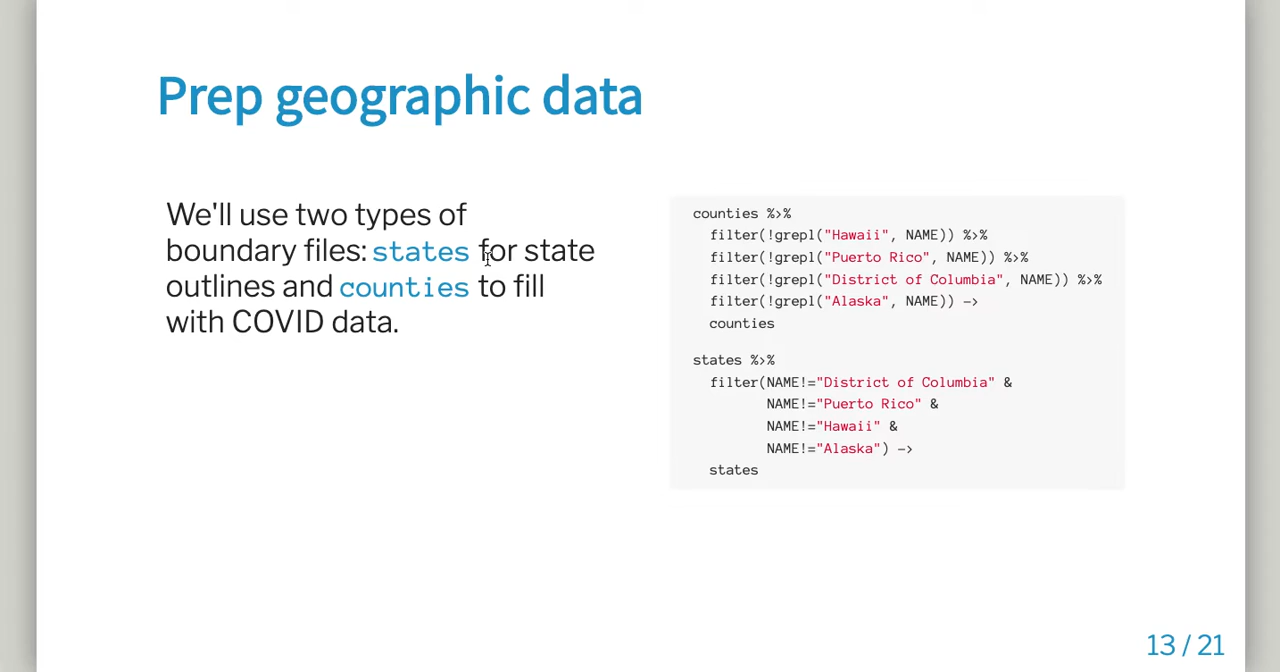 Prep geographic data
We'll use two types of
boundary files: states for state
outlines and counties to fill
with COVID data.
counties %>%
filter(!grepl("Hawaii", NAME)) %>%
filter(!grepl("Puerto Rico", NAME)) %>%
filter(!grepl("District of Columbia", NAME)) %>%
filter(!grepl("Alaska", NAME)) ->
counties
states %>%
filter(NAME!="District of Columbia" &
NAME!="Puerto Rico" &
NAME!="Hawaii" &
NAME!="Alaska") ->
states
13 / 21